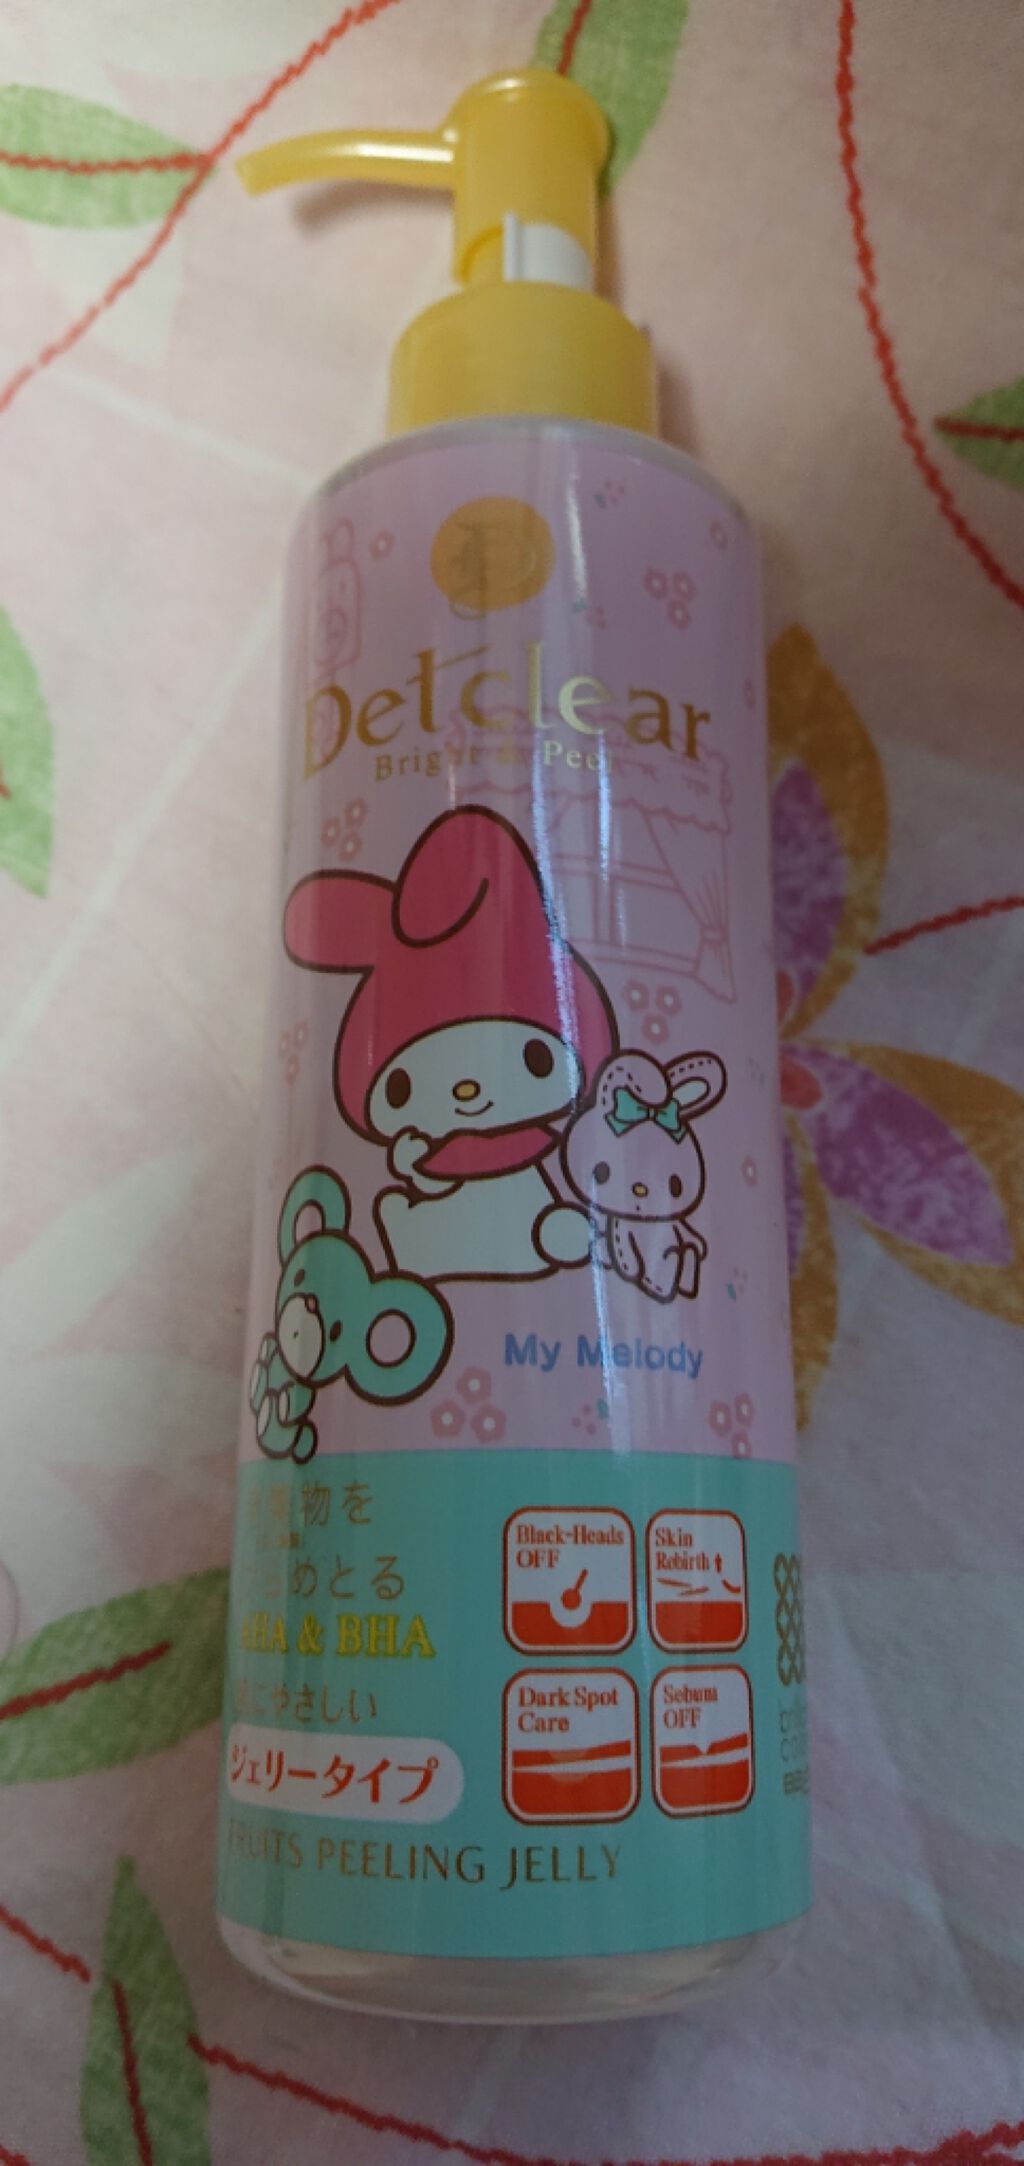 Detclear
Bright & Peel
My Melody
物を
めとる
AHA & BHA
にやさしい
ジェリータイプ
FRUITS PEELING JELLY
Black-Heads
OFF
Skin
Rebirth
Dark Spot
Care
Sebum
OFF